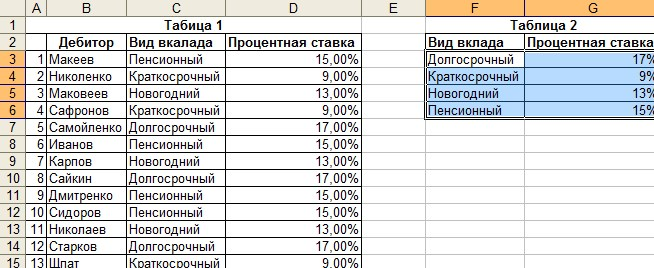 A B C D E F G
1 Табица 1 Таблица 2
2 Дебитор Вид вкалада Процентная ставка Вид вклада Процентная ставка
3 1 Макеев Пенсионный 15,00% Долгосрочный 17%
4 2 Николенко Краткосрочный 9,00% Краткосрочный 9%
5 3 Маковеев Новогодний 13,00% Новогодний 13%
6 4 Сафронов Краткосрочный 9,00% Пенсионный 15%
7 5 Самойленко Долгосрочный 17,00%
8 6 Иванов Пенсионный 15,00%
9 7 Карпов Новогодний 13,00%
10 8 Сайкин Долгосрочный 17,00%
11 9 Дмитренко Пенсионный 15,00%
12 10 Сидоров Пенсионный 15,00%
13 11 Николаев Новогодний 13,00%
14 12 Старков Долгосрочный 17,00%
15 13 Шпат Краткосрочный 9,00%